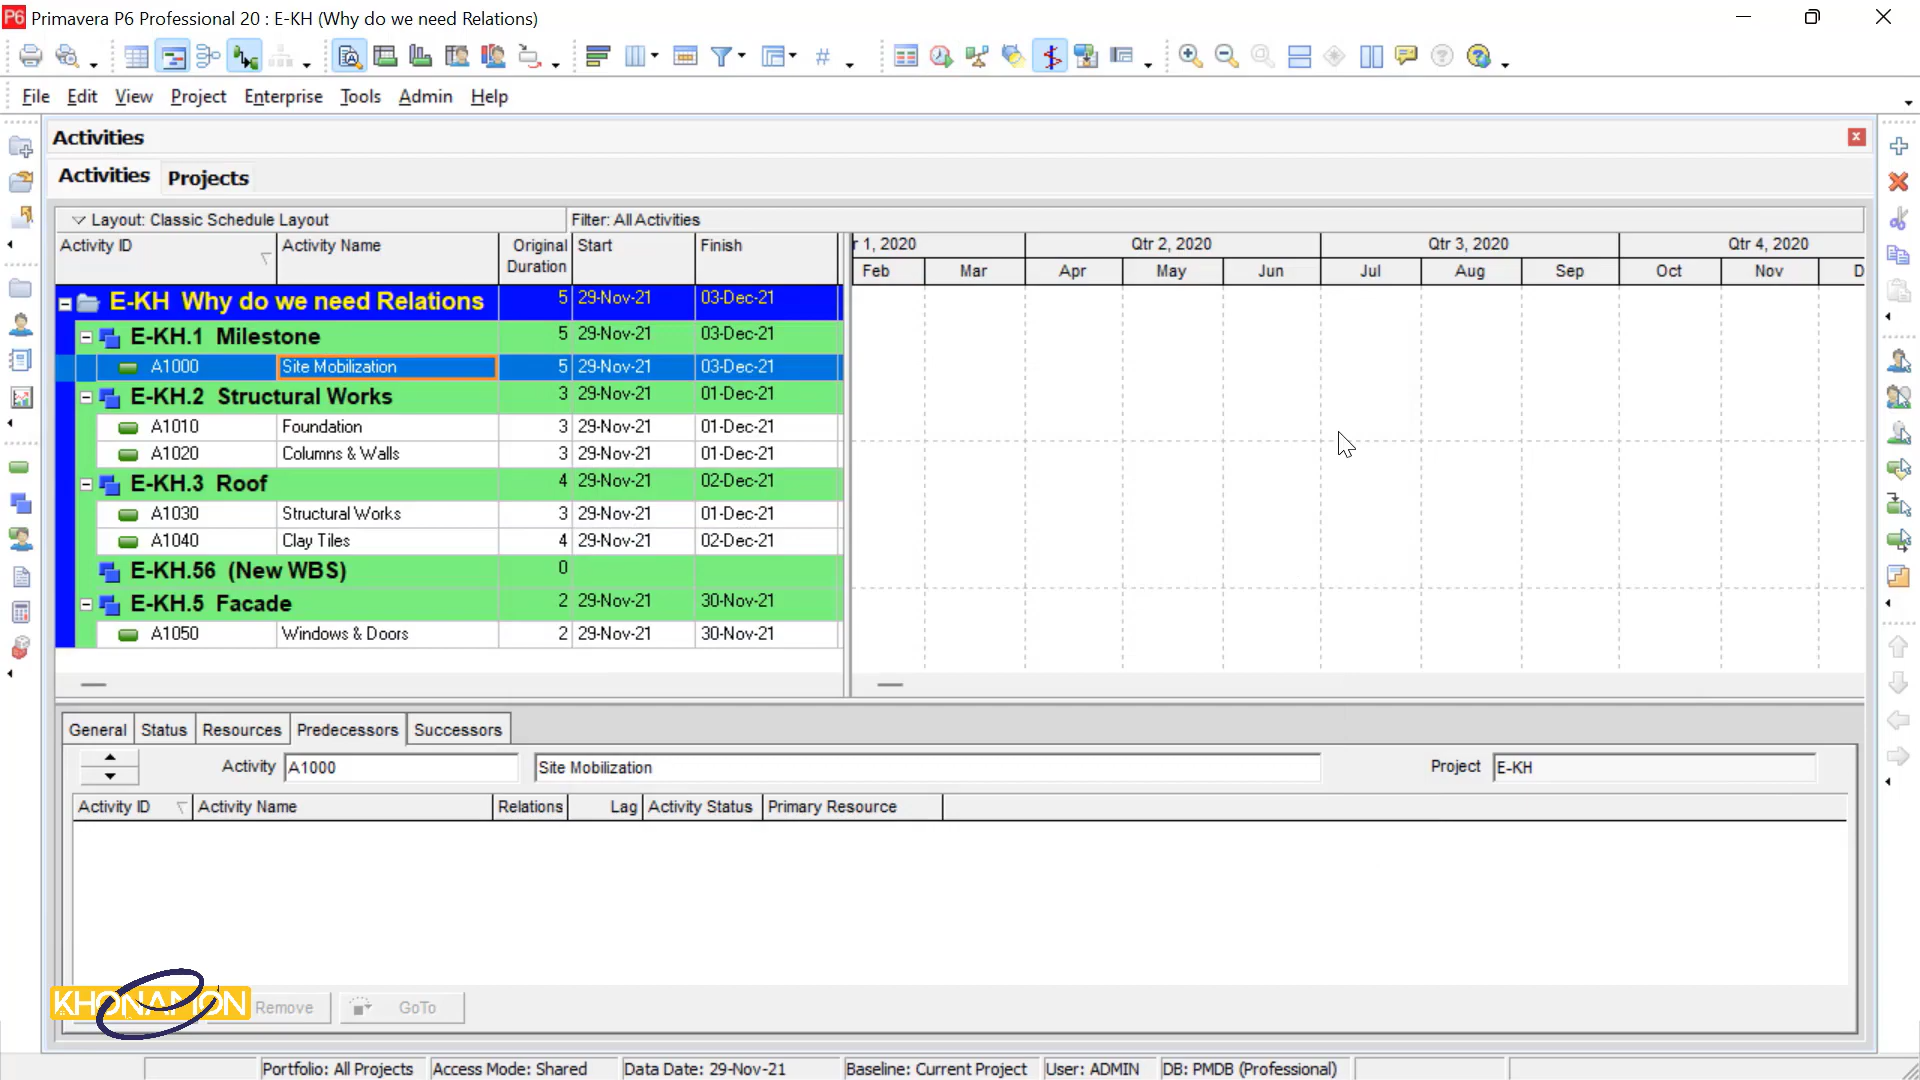 P6 Primavera P6 Professional 20 : E-KH (Why do we need Relations)
File Edit View Project Enterprise Tools Admin Help
Activities
Activities Projects
Layout: Classic Schedule Layout Filter: All Activities
Activity ID Activity Name Original Duration Start Finish
r 1, 2020 Qtr 2, 2020 Qtr 3, 2020 Qtr 4, 2020
Feb Mar Apr May Jun Jul Aug Sep Oct Nov D
E-KH Why do we need Relations 5 29-Nov-21 03-Dec-21
E-KH.1 Milestone 5 29-Nov-21 03-Dec-21
A1000 Site Mobilization 5 29-Nov-21 03-Dec-21
E-KH.2 Structural Works 3 29-Nov-21 01-Dec-21
A1010 Foundation 3 29-Nov-21 01-Dec-21
A1020 Columns & Walls 3 29-Nov-21 01-Dec-21
E-KH.3 Roof 4 29-Nov-21 02-Dec-21
A1030 Structural Works 3 29-Nov-21 01-Dec-21
A1040 Clay Tiles 4 29-Nov-21 02-Dec-21
E-KH.56 (New WBS) 0
E-KH.5 Facade 2 29-Nov-21 30-Nov-21
A1050 Windows & Doors 2 29-Nov-21 30-Nov-21
General Status Resources Predecessors Successors
Activity A1000 Site Mobilization Project E-KH
Activity ID Activity Name Relations Lag Activity Status Primary Resource
KHONAMON Remove GoTo
Portfolio: All Projects Access Mode: Shared Data Date: 29-Nov-21 Baseline: Current Project User: ADMIN DB: PMDB (Professional)